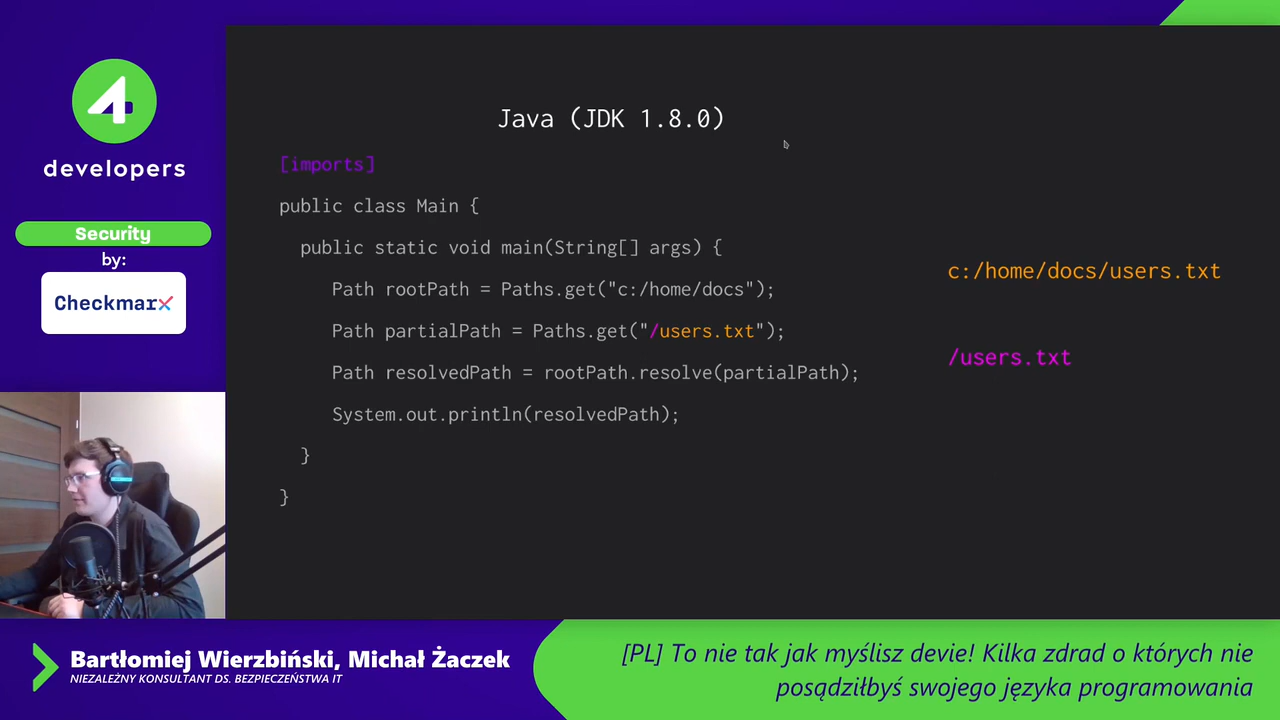 4
developers
Security
by:
Checkmarx
Java (JDK 1.8.0)
[imports]
public class Main {
public static void main(String[] args) {
Path rootPath = Paths.get("c:/home/docs");
Path partialPath = Paths.get("/users.txt");
Path resolvedPath = rootPath.resolve(partialPath);
System.out.println(resolvedPath);
}
}
c:/home/docs/users.txt
/users.txt
Bartłomiej Wierzbiński, Michał Żaczek
NIEZALEŻNY KONSULTANT DS. BEZPIECZEŃSTWA IT
[PL] To nie tak jak myślisz devie! Kilka zdrad o których nie
posądziłbyś swojego języka programowania